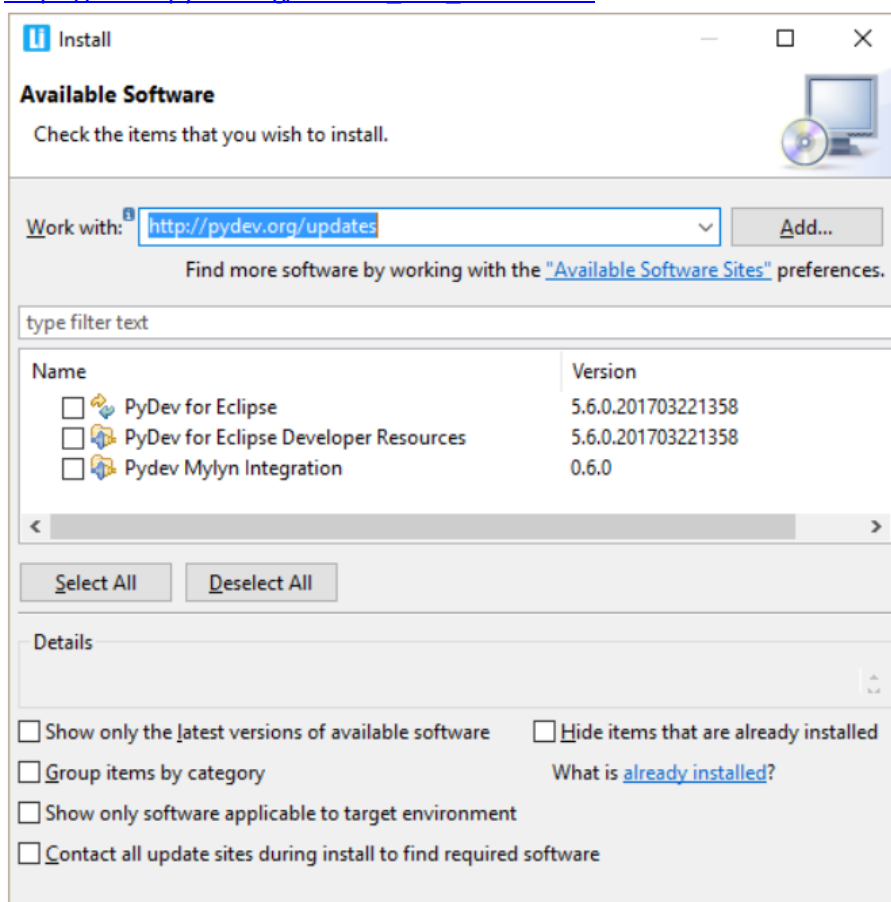 Li Install
Available Software
Check the items that you wish to install.
Work with: http://pydev.org/updates Add...
Find more software by working with the "Available Software Sites" preferences.
type filter text
Name Version
PyDev for Eclipse 5.6.0.201703221358
PyDev for Eclipse Developer Resources 5.6.0.201703221358
Pydev Mylyn Integration 0.6.0
Select All Deselect All
Details
Show only the latest versions of available software Hide items that are already installed
Group items by category What is already installed?
Show only software applicable to target environment
Contact all update sites during install to find required software